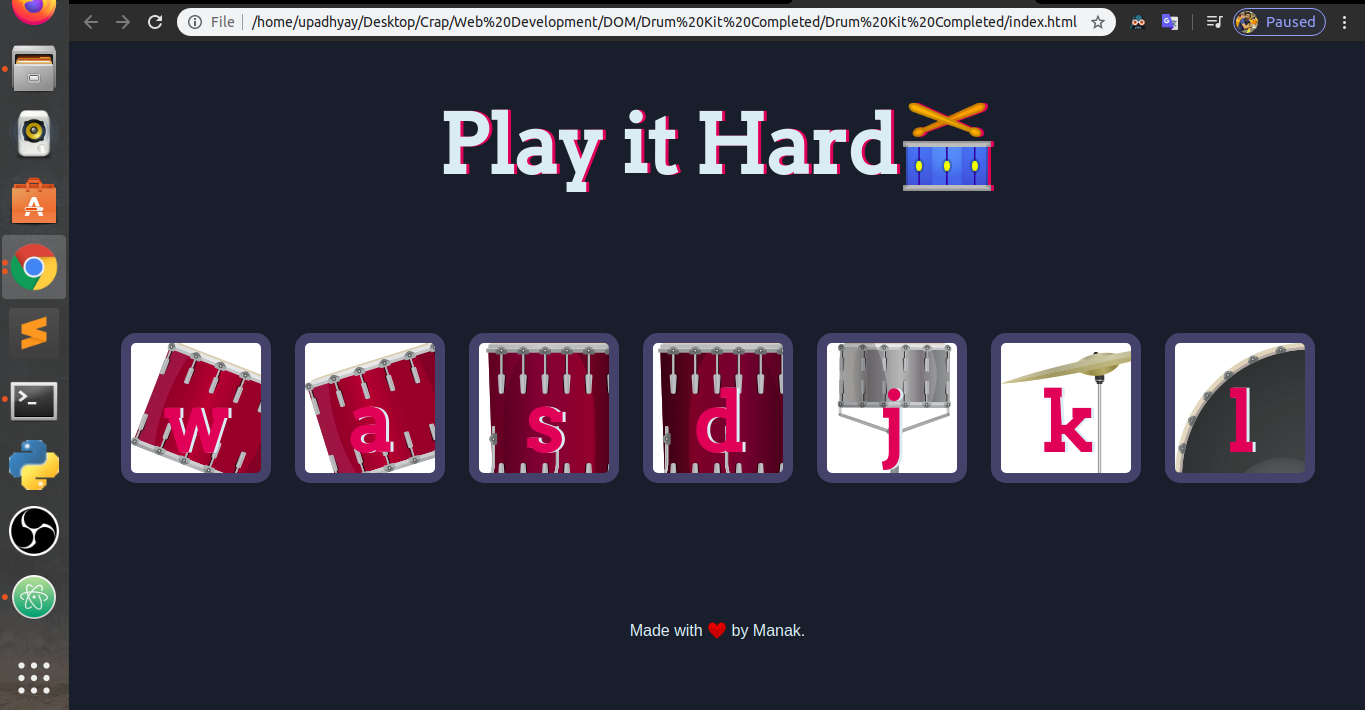 File /home/upadhyay/Desktop/Crap/Web%20Development/DOM/Drum%20Kit%20Completed/Drum%20Kit%20Completed/index.html Paused
Play it Hard🥁
w a s d j k l
Made with ❤ by Manak.